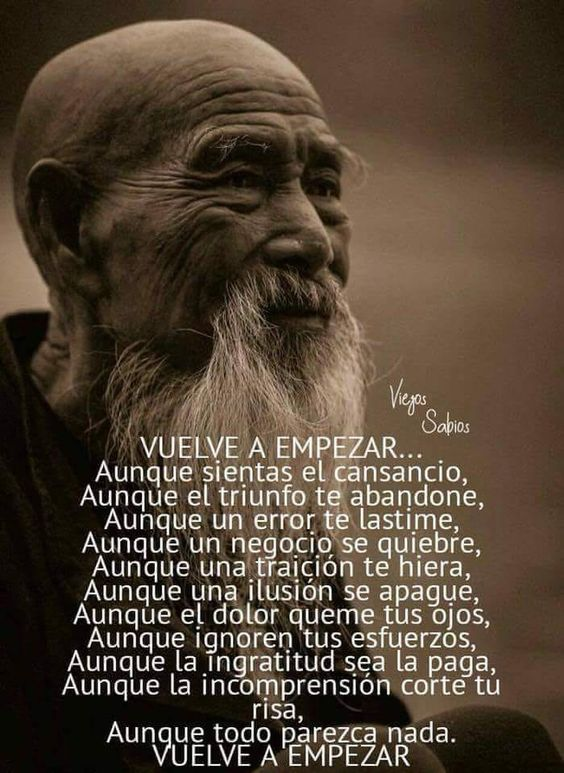 Viejos
Sabios
VUELVE A EMPEZAR...
Aunque sientas el cansancio,
Aunque el triunfo te abandone,
Aunque un error te lastime,
Aunque un negocio se quiebre,
Aunque una traición te hiera,
Aunque una ilusión se apague,
Aunque el dolor queme tus ojos,
Aunque ignoren tus esfuerzos,
Aunque la ingratitud sea la paga,
Aunque la incomprensión corte tu
risa,
Aunque todo parezca nada.
VUELVE A EMPEZAR